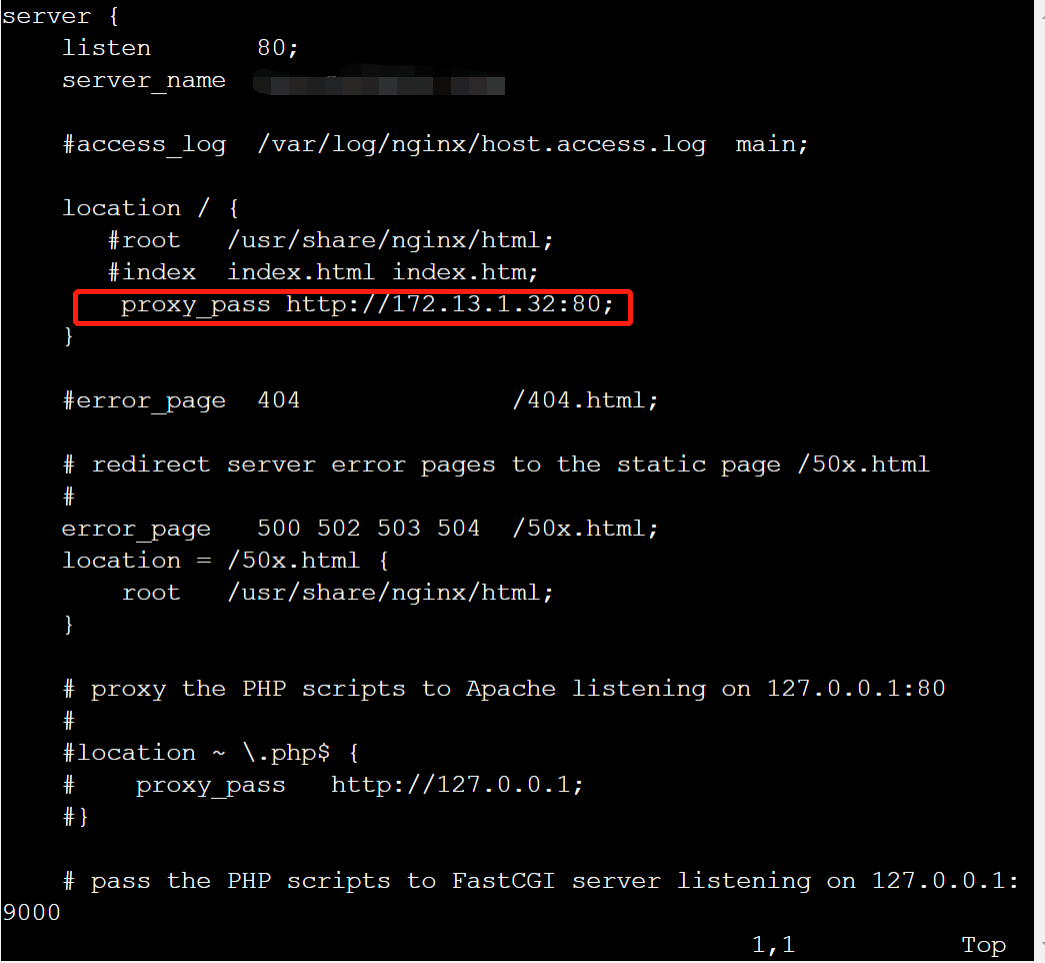 server {
    listen       80;
    server_name

    #access_log  /var/log/nginx/host.access.log  main;

    location / {
       #root   /usr/share/nginx/html;
       #index  index.html index.htm;
        proxy_pass http://172.13.1.32:80;
    }

    #error_page  404              /404.html;

    # redirect server error pages to the static page /50x.html
    #
    error_page   500 502 503 504  /50x.html;
    location = /50x.html {
        root   /usr/share/nginx/html;
    }

    # proxy the PHP scripts to Apache listening on 127.0.0.1:80
    #
    #location ~ \.php$ {
    #    proxy_pass   http://127.0.0.1;
    #}

    # pass the PHP scripts to FastCGI server listening on 127.0.0.1:
9000
1,1           Top